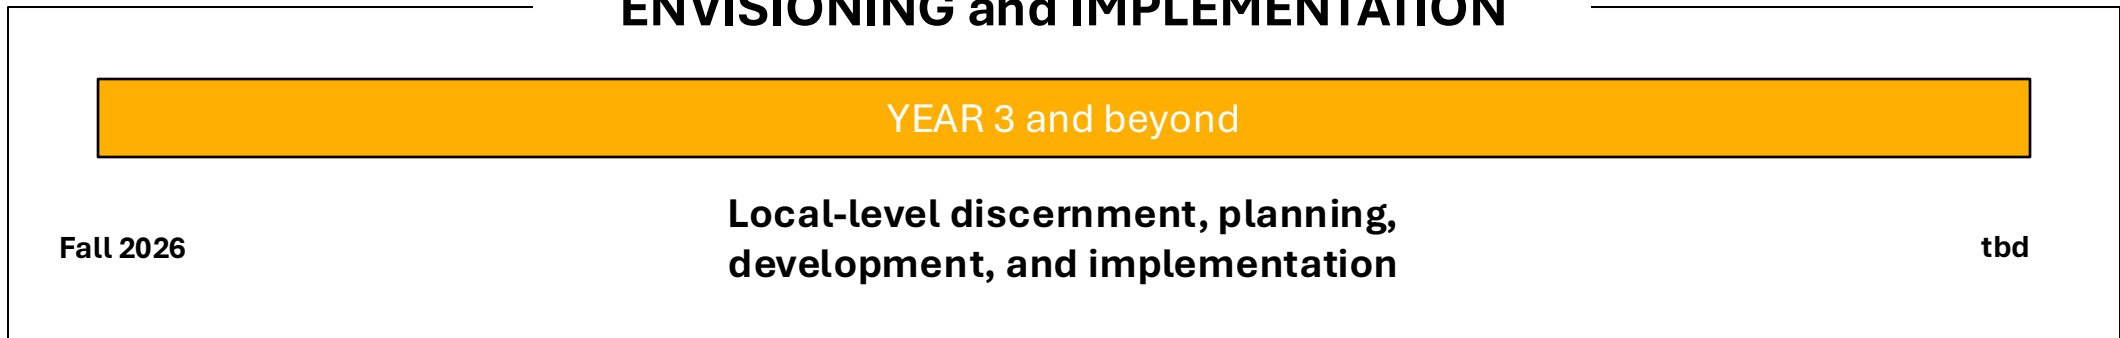 ENVISIONING and IMPLEMENTATION
YEAR 3 and beyond
Local-level discernment, planning,
development, and implementation
Fall 2026
tbd